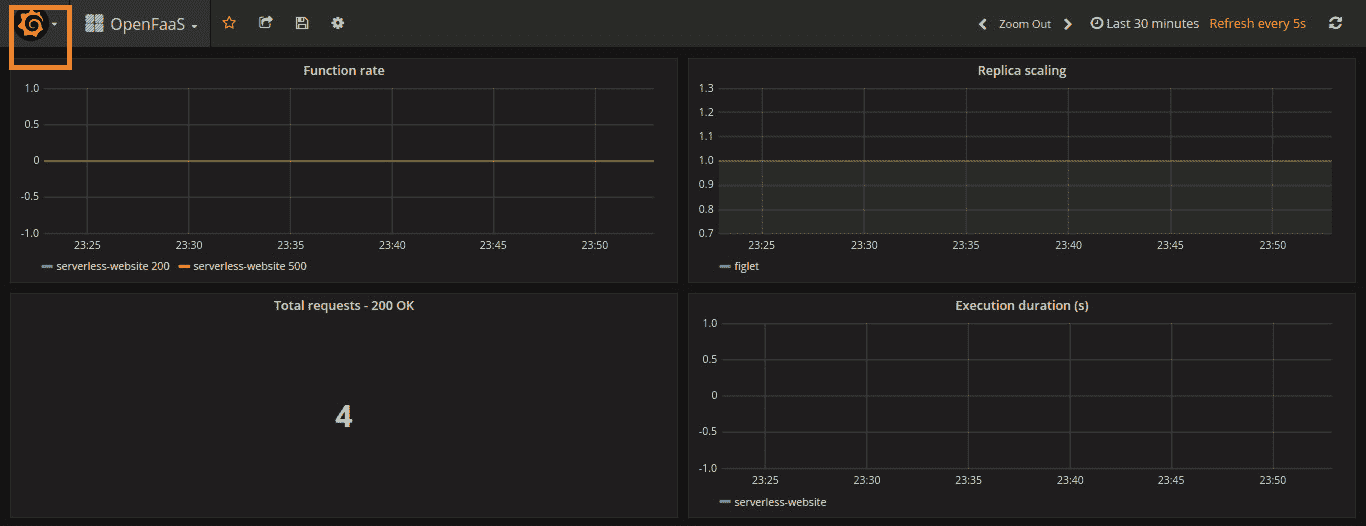 OpenFaaS
Zoom Out
Last 30 minutes Refresh every 5s
Function rate
1.0
0.5
0
-0.5
-1.0
23:25 23:30 23:35 23:40 23:45 23:50
serverless-website 200 serverless-website 500
Replica scaling
1.3
1.2
1.1
1.0
0.9
0.8
0.7
23:25 23:30 23:35 23:40 23:45 23:50
figlet
Total requests - 200 OK
4
Execution duration (s)
1.0
0.5
0
-0.5
-1.0
23:25 23:30 23:35 23:40 23:45 23:50
serverless-website